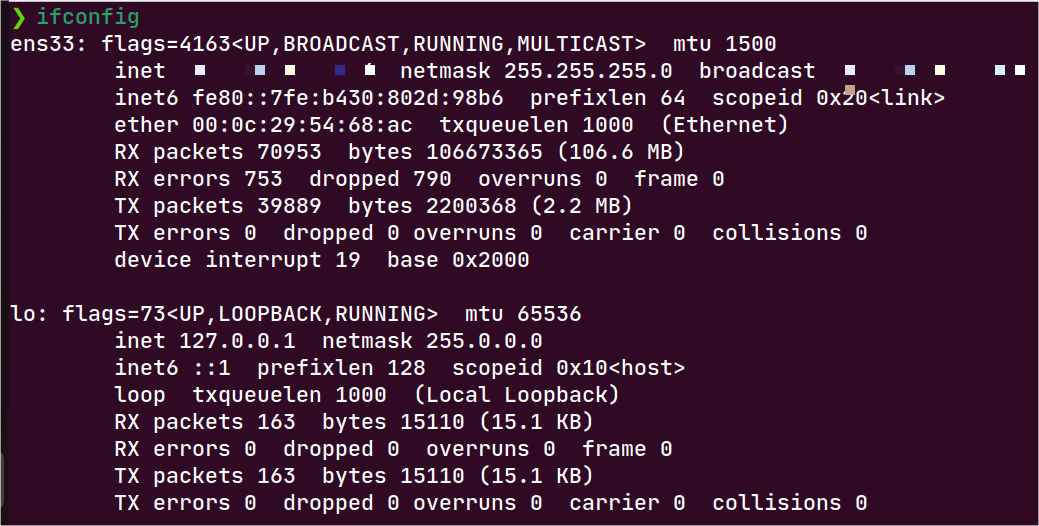 ❯ ifconfig
ens33: flags=4163<UP,BROADCAST,RUNNING,MULTICAST>  mtu 1500
        inet netmask 255.255.255.0  broadcast
        inet6 fe80::7fe:b430:802d:98b6  prefixlen 64  scopeid 0x20<link>
        ether 00:0c:29:54:68:ac  txqueuelen 1000  (Ethernet)
        RX packets 70953  bytes 106673365 (106.6 MB)
        RX errors 753  dropped 790  overruns 0  frame 0
        TX packets 39889  bytes 2200368 (2.2 MB)
        TX errors 0  dropped 0 overruns 0  carrier 0  collisions 0
        device interrupt 19  base 0x2000
lo: flags=73<UP,LOOPBACK,RUNNING>  mtu 65536
        inet 127.0.0.1  netmask 255.0.0.0
        inet6 ::1  prefixlen 128  scopeid 0x10<host>
        loop  txqueuelen 1000  (Local Loopback)
        RX packets 163  bytes 15110 (15.1 KB)
        RX errors 0  dropped 0  overruns 0  frame 0
        TX packets 163  bytes 15110 (15.1 KB)
        TX errors 0  dropped 0 overruns 0  carrier 0  collisions 0